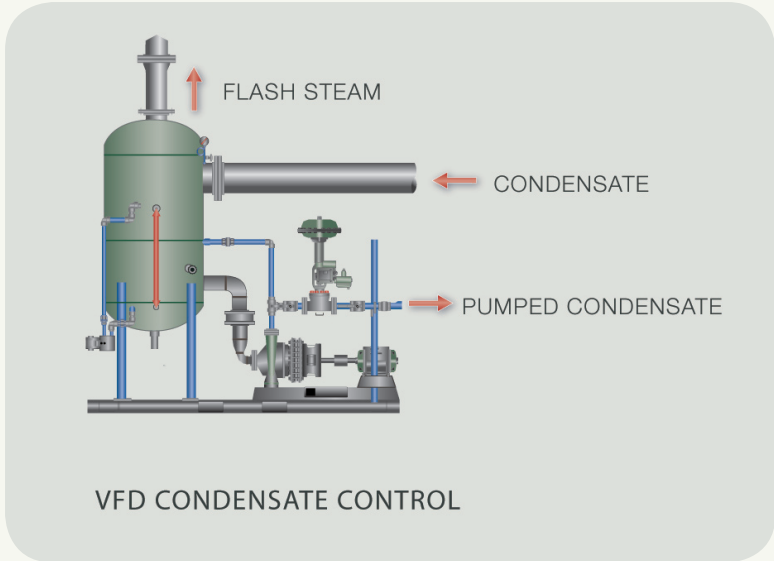 FLASH STEAM
CONDENSATE
PUMPED CONDENSATE
VFD CONDENSATE CONTROL